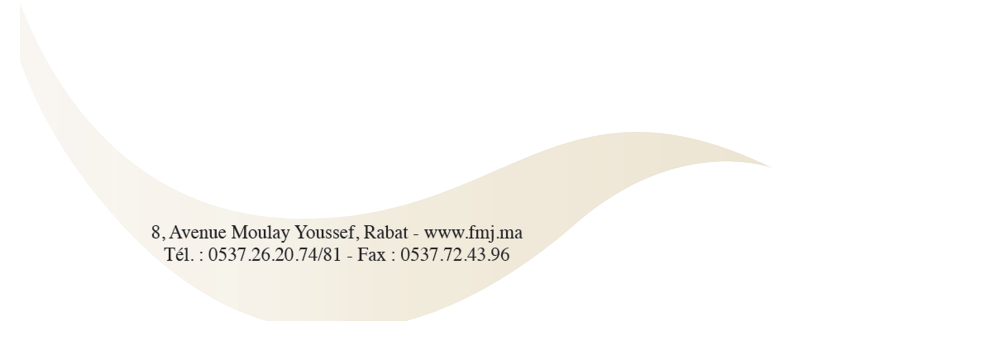 8, Avenue Moulay Youssef, Rabat - www.fmj.ma
Tél. : 0537.26.20.74/81 - Fax : 0537.72.43.96